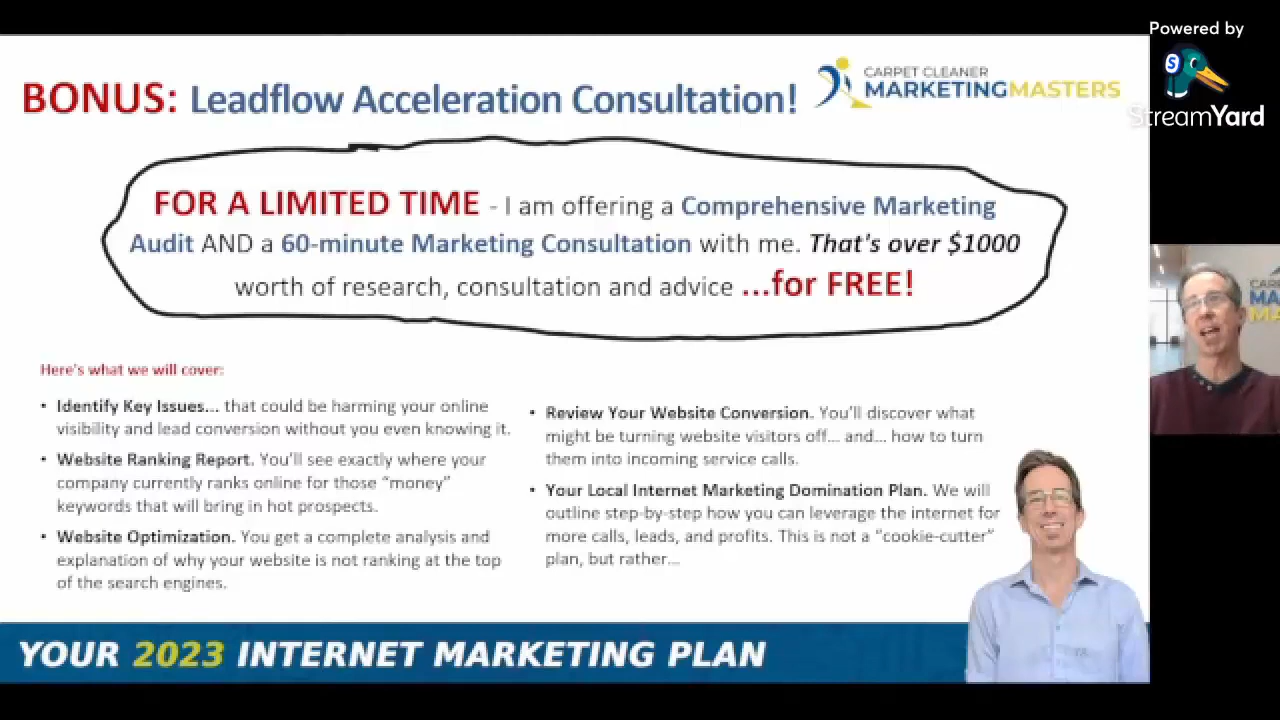 Powered by
StreamYard
BONUS: Leadflow Acceleration Consultation!
CARPET CLEANER
MARKETINGMASTERS
FOR A LIMITED TIME - I am offering a Comprehensive Marketing
Audit AND a 60-minute Marketing Consultation with me. That's over $1000
worth of research, consultation and advice ...for FREE!
Here's what we will cover:
• Identify Key Issues... that could be harming your online
visibility and lead conversion without you even knowing it.
• Website Ranking Report. You'll see exactly where your
company currently ranks online for those “money”
keywords that will bring in hot prospects.
• Website Optimization. You get a complete analysis and
explanation of why your website is not ranking at the top
of the search engines.
• Review Your Website Conversion. You'll discover what
might be turning website visitors off... and... how to turn
them into incoming service calls.
• Your Local Internet Marketing Domination Plan. We will
outline step-by-step how you can leverage the internet for
more calls, leads, and profits. This is not a “cookie-cutter”
plan, but rather...
YOUR 2023 INTERNET MARKETING PLAN